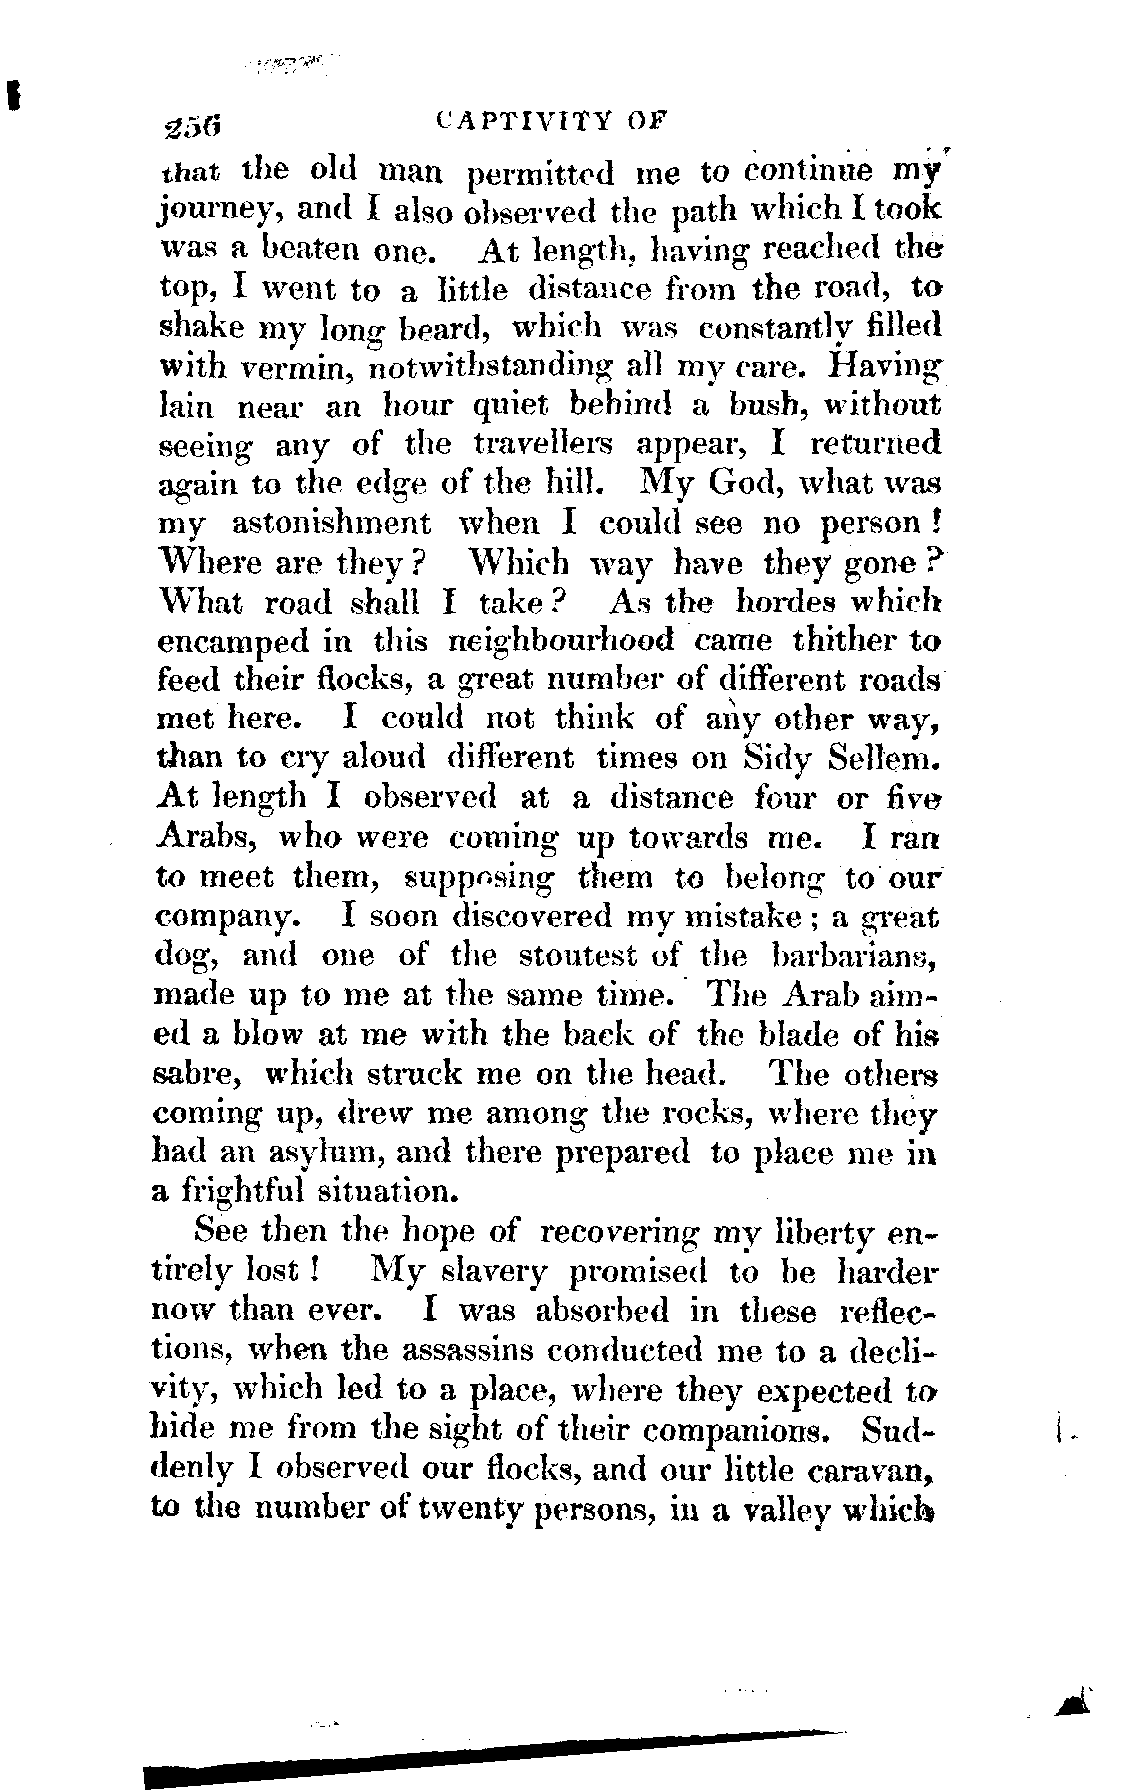 256 CAPTIVITY OF
that the old man permitted me to continue my
journey, and I also observed the path which I took
was a beaten one. At length, having reached the
top, I went to a little distance from the road, to
shake my long beard, which was constantly filled
with vermin, notwithstanding all my care. Having
lain near an hour quiet behind a bush, without
seeing any of the travellers appear, I returned
again to the edge of the hill. My God, what was
my astonishment when I could see no person !
Where are they ? Which way have they gone ?
What road shall I take ? As the hordes which
encamped in this neighbourhood came thither to
feed their flocks, a great number of different roads
met here. I could not think of any other way,
than to cry aloud different times on Sidy Sellem.
At length I observed at a distance four or five
Arabs, who were coming up towards me. I ran
to meet them, supposing them to belong to our
company. I soon discovered my mistake ; a great
dog, and one of the stoutest of the barbarians,
made up to me at the same time. The Arab aim-
ed a blow at me with the back of the blade of his
sabre, which struck me on the head. The others
coming up, drew me among the rocks, where they
had an asylum, and there prepared to place me in
a frightful situation.
See then the hope of recovering my liberty en-
tirely lost ! My slavery promised to be harder
now than ever. I was absorbed in these reflec-
tions, when the assassins conducted me to a decli-
vity, which led to a place, where they expected to
hide me from the sight of their companions. Sud-
denly I observed our flocks, and our little caravan,
to the number of twenty persons, in a valley which